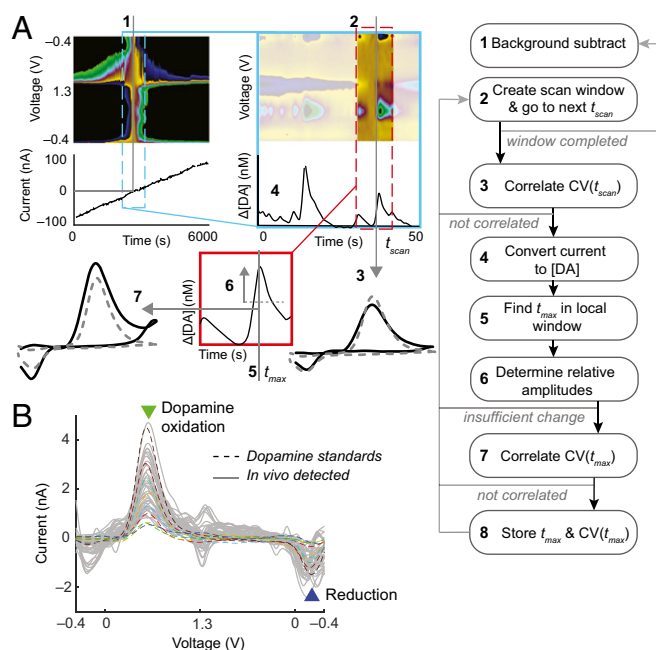 A
1
2
−0.4
1.3
−0.4
Voltage (V)
Voltage (V)
100
0
−100
Current (nA)
0
6000
Time (s)
Δ[DA] (nM)
4
0
50
Time (s)
t_scan
7
6
Δ[DA] (nM)
Time (s)
5
t_max
3
1 Background subtract
2 Create scan window
& go to next t_scan
window completed
3 Correlate CV(t_scan)
not correlated
4 Convert current
to [DA]
5 Find t_max in local
window
6 Determine relative
amplitudes
insufficient change
7 Correlate CV(t_max)
not correlated
8 Store t_max & CV(t_max)
B
Dopamine
oxidation
Dopamine standards
In vivo detected
Reduction
4
2
0
−2
Current (nA)
−0.4
0
1.3
0
−0.4
Voltage (V)